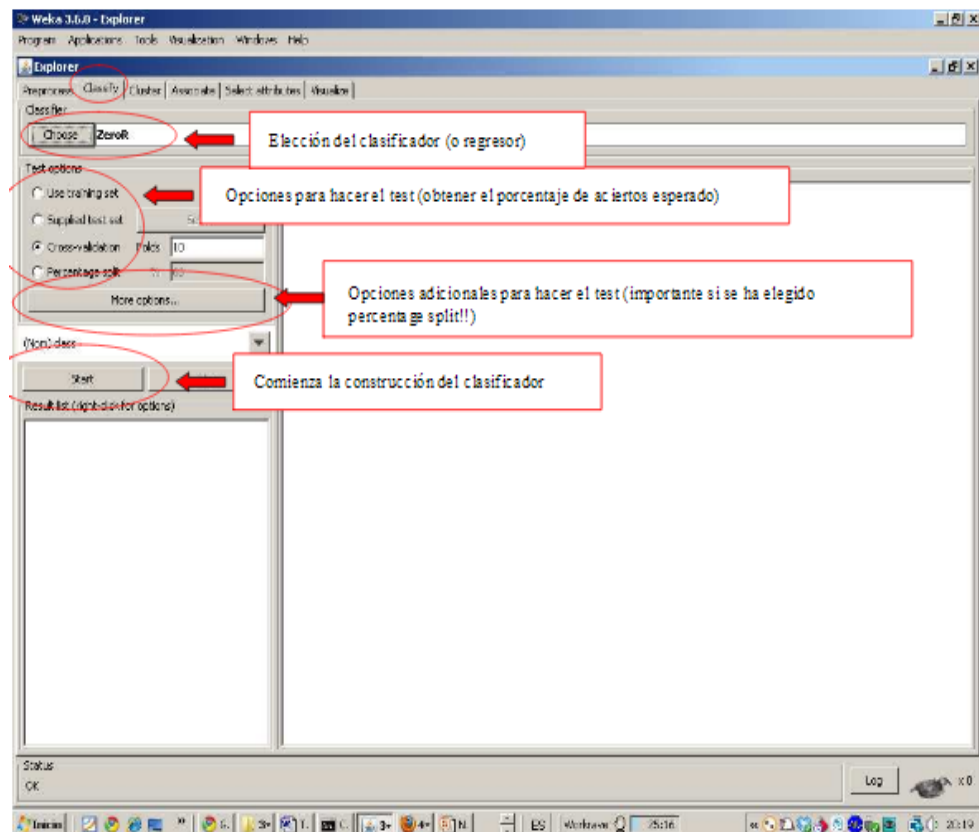 Weka 3.6.0 - Explorer
Program Applications Tools Visualization Windows Help
Explorer
Preprocess Classify Cluster Associate Select attributes Visualize
Classifier
Choose ZeroR
Elección del clasificador (o regresor)
Test options
Use training set
Opciones para hacer el test (obtener el porcentaje de aciertos esperado)
Supplied test set
Cross-validation Folds 10
Percentage split %
More options...
Opciones adicionales para hacer el test (importante si se ha elegido
percentage split!!)
(Nom) class
Start
Comienza la construcción del clasificador
Result list (right-click for options)
Status
OK
Log x 0
Inicio ES Workrave 25:16